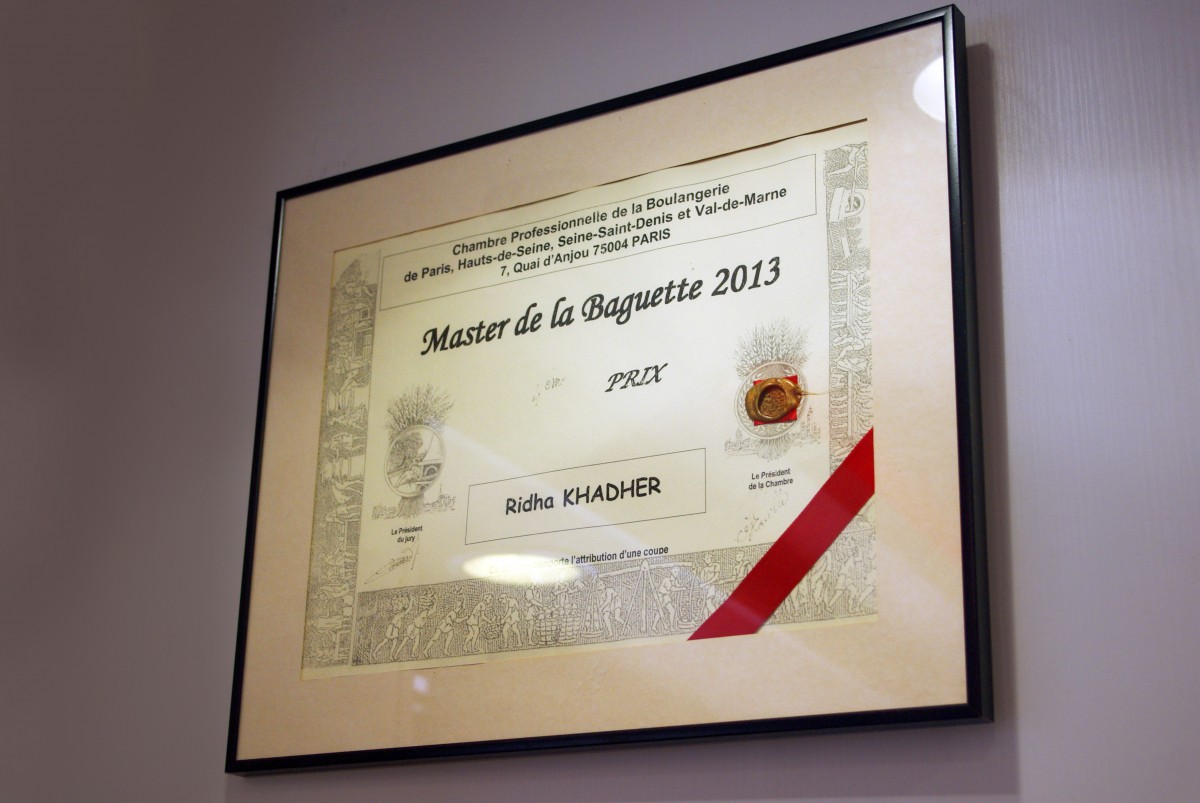 Chambre Professionnelle de la Boulangerie
de Paris, Hauts-de-Seine, Seine-Saint-Denis et Val-de-Marne
7, Quai d'Anjou 75004 PARIS
Master de la Baguette 2013
PRIX
Ridha KHADHER
Le Président
de la Chambre
Le Président
du jury
l'attribution d'une coupe